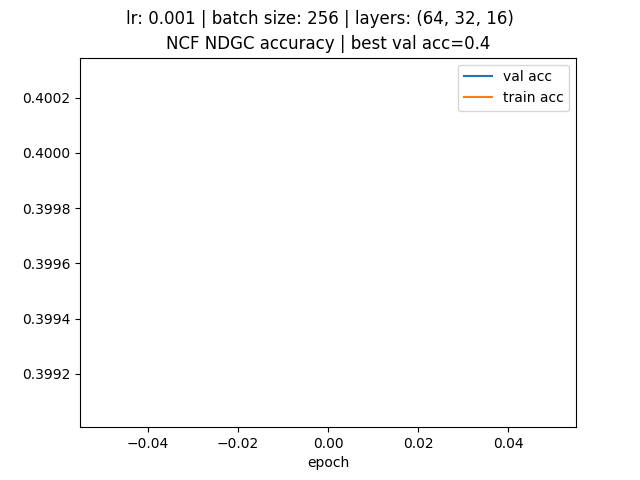 lr: 0.001 | batch size: 256 | layers: (64, 32, 16)
NCF NDGC accuracy | best val acc=0.4
val acc
train acc
0.4002
0.4000
0.3998
0.3996
0.3994
0.3992
−0.04 −0.02 0.00 0.02 0.04
epoch